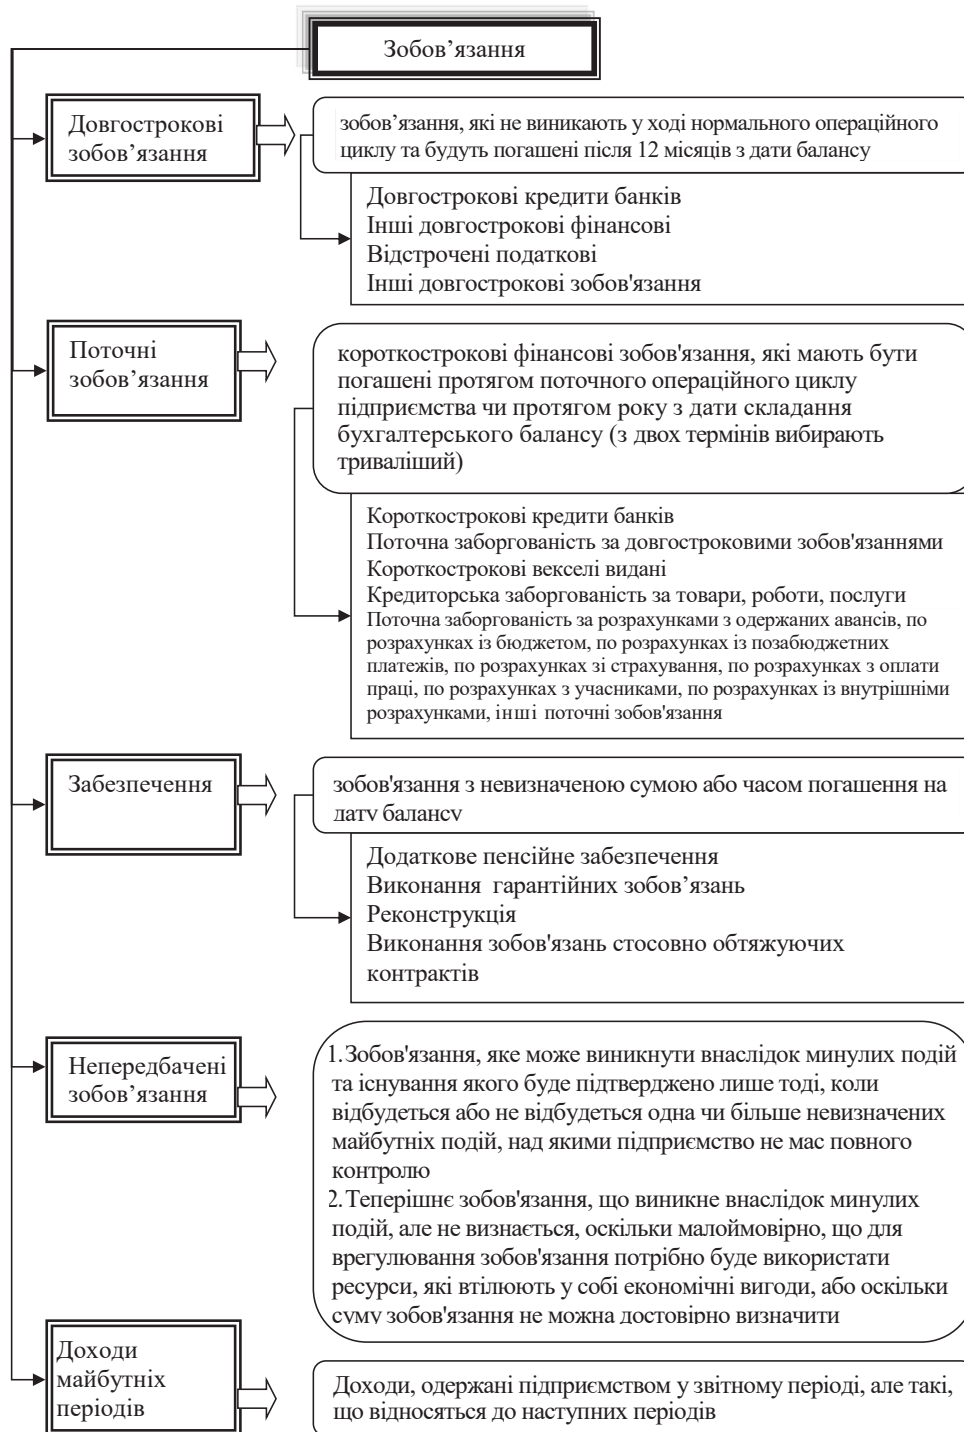 Зобов’язання
Довгострокові
зобов’язання
зобов’язання, які не виникають у ході нормального операційного
циклу та будуть погашені після 12 місяців з дати балансу
Довгострокові кредити банків
Інші довгострокові фінансові
Відстрочені податкові
Інші довгострокові зобов'язання
Поточні
зобов’язання
короткострокові фінансові зобов'язання, які мають бути
погашені протягом поточного операційного циклу
підприємства чи протягом року з дати складання
бухгалтерського балансу (з двох термінів вибирають
триваліший)
Короткострокові кредити банків
Поточна заборгованість за довгостроковими зобов'язаннями
Короткострокові векселі видані
Кредиторська заборгованість за товари, роботи, послуги
Поточна заборгованість за розрахунками з одержаних авансів, по
розрахунках із бюджетом, по розрахунках із позабюджетних
платежів, по розрахунках зі страхування, по розрахунках з оплати
праці, по розрахунках з учасниками, по розрахунках із внутрішніми
розрахунками, інші поточні зобов'язання
Забезпечення
зобов'язання з невизначеною сумою або часом погашення на
дату балансу
Додаткове пенсійне забезпечення
Виконання гарантійних зобов’язань
Реконструкція
Виконання зобов'язань стосовно обтяжуючих
контрактів
Непередбачені
зобов’язання
1. Зобов'язання, яке може виникнути внаслідок минулих подій
та існування якого буде підтверджено лише тоді, коли
відбудеться або не відбудеться одна чи більше невизначених
майбутніх подій, над якими підприємство не мас повного
контролю
2. Теперішнє зобов'язання, що виникне внаслідок минулих
подій, але не визнається, оскільки малоймовірно, що для
врегулювання зобов'язання потрібно буде використати
ресурси, які втілюють у собі економічні вигоди, або оскільки
суму зобов'язання не можна достовірно визначити
Доходи
майбутніх
періодів
Доходи, одержані підприємством у звітному періоді, але такі,
що відносяться до наступних періодів